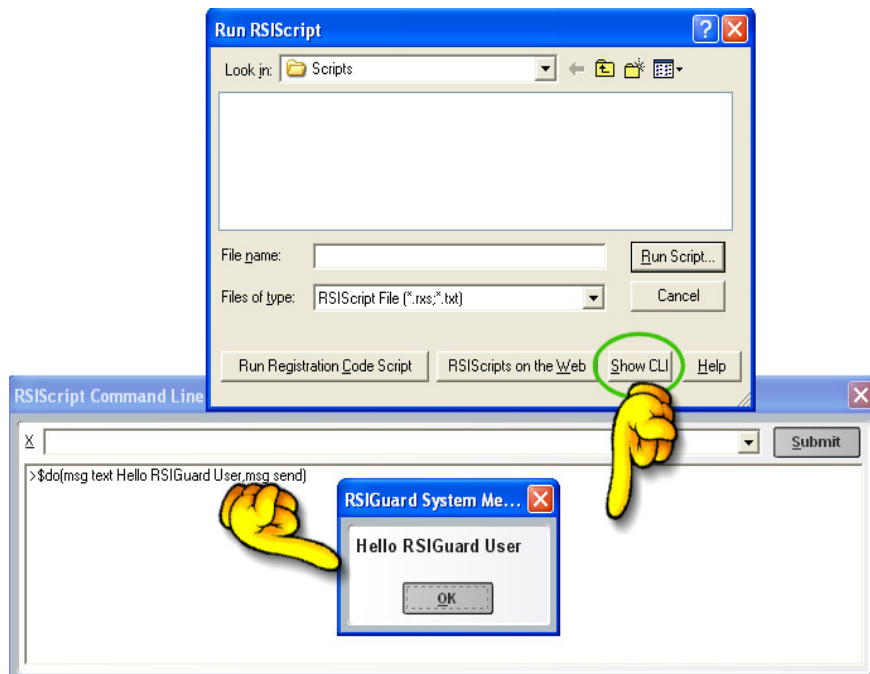 Run RSIScript
Look in: Scripts
File name:
Run Script...
Files of type: RSIScript File (*.rxs;*.txt)
Cancel
Run Registration Code Script RSIScripts on the Web Show CLI Help
RSIScript Command Line
X Submit
>$do(msg text Hello RSIGuard User,msg send)
RSIGuard System Me...
Hello RSIGuard User
OK